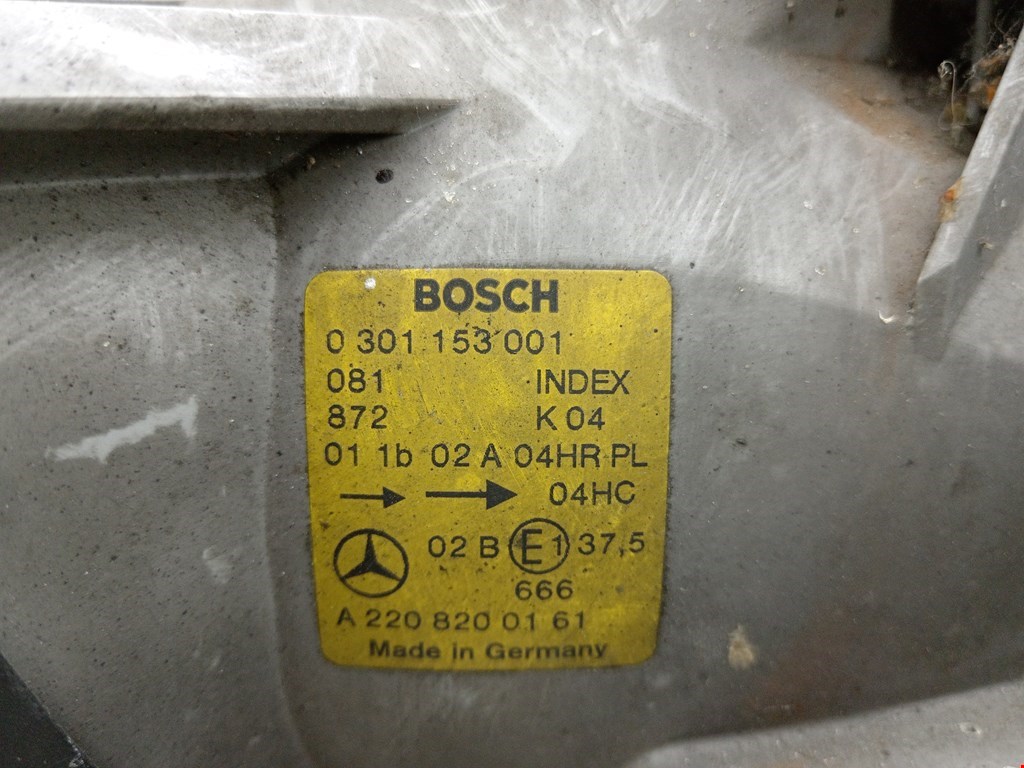 BOSCH
0 301 153 001
081 INDEX
872 K 04
01 1b 02 A 04HR PL
04HC
02 B E1 37,5
666
A 220 820 01 61
Made in Germany